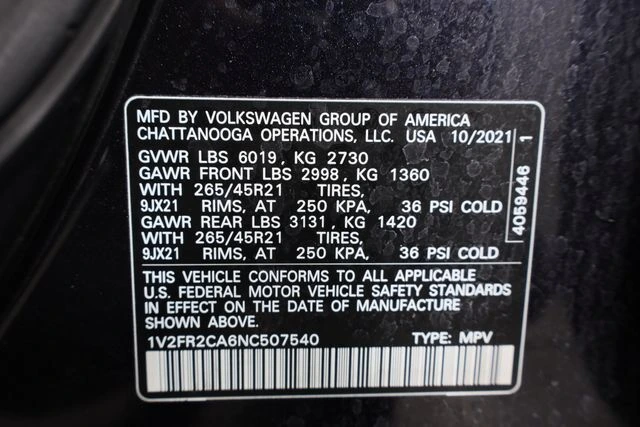 MFD BY VOLKSWAGEN GROUP OF AMERICA
CHATTANOOGA OPERATIONS, LLC. USA 10/2021
GVWR LBS 6019, KG 2730
GAWR FRONT LBS 2998, KG 1360
WITH 265/45R21 TIRES,
9JX21 RIMS, AT 250 KPA, 36 PSI COLD
GAWR REAR LBS 3131, KG 1420
WITH 265/45R21 TIRES,
9JX21 RIMS, AT 250 KPA, 36 PSI COLD
THIS VEHICLE CONFORMS TO ALL APPLICABLE
U.S. FEDERAL MOTOR VEHICLE SAFETY STANDARDS
IN EFFECT ON THE DATE OF MANUFACTURE
SHOWN ABOVE.
1V2FR2CA6NC507540 TYPE: MPV
4059446 1